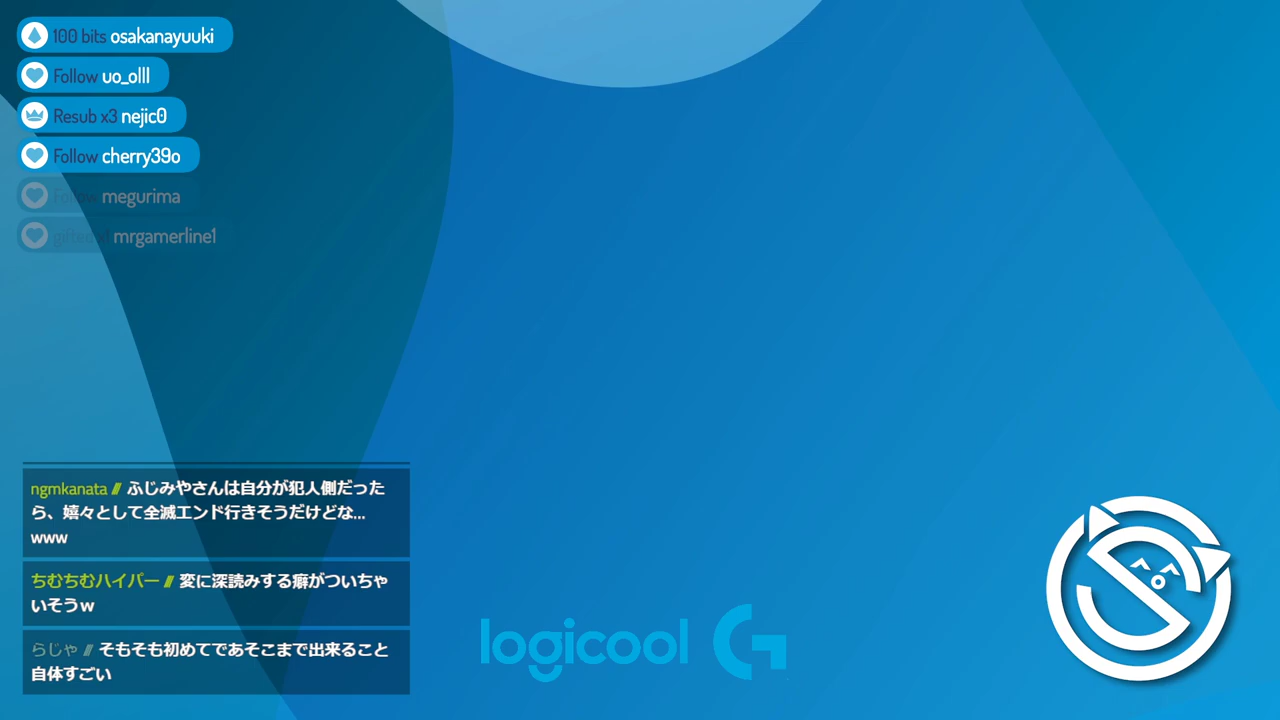 100 bits osakanayuuki
Follow uo_olll
Resub x3 nejic0
Follow cherry39o
Follow megurima
gifted x1 mrgamerline1
ngmkanata // ふじみやさんは自分が犯人側だった
ら、嬉々として全滅エンド行きそうだけどな...
www
ちむちむハイパー // 変に深読みする癖がついちゃ
いそうw
らじゃ // そもそも初めてであそこまで出来ること
自体すごい
logicool G